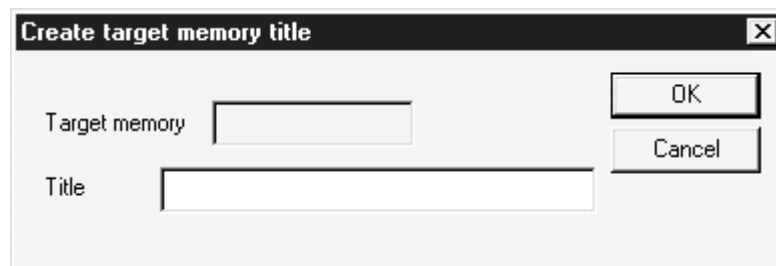 Create target memory title
OK
Target memory
Cancel
Title